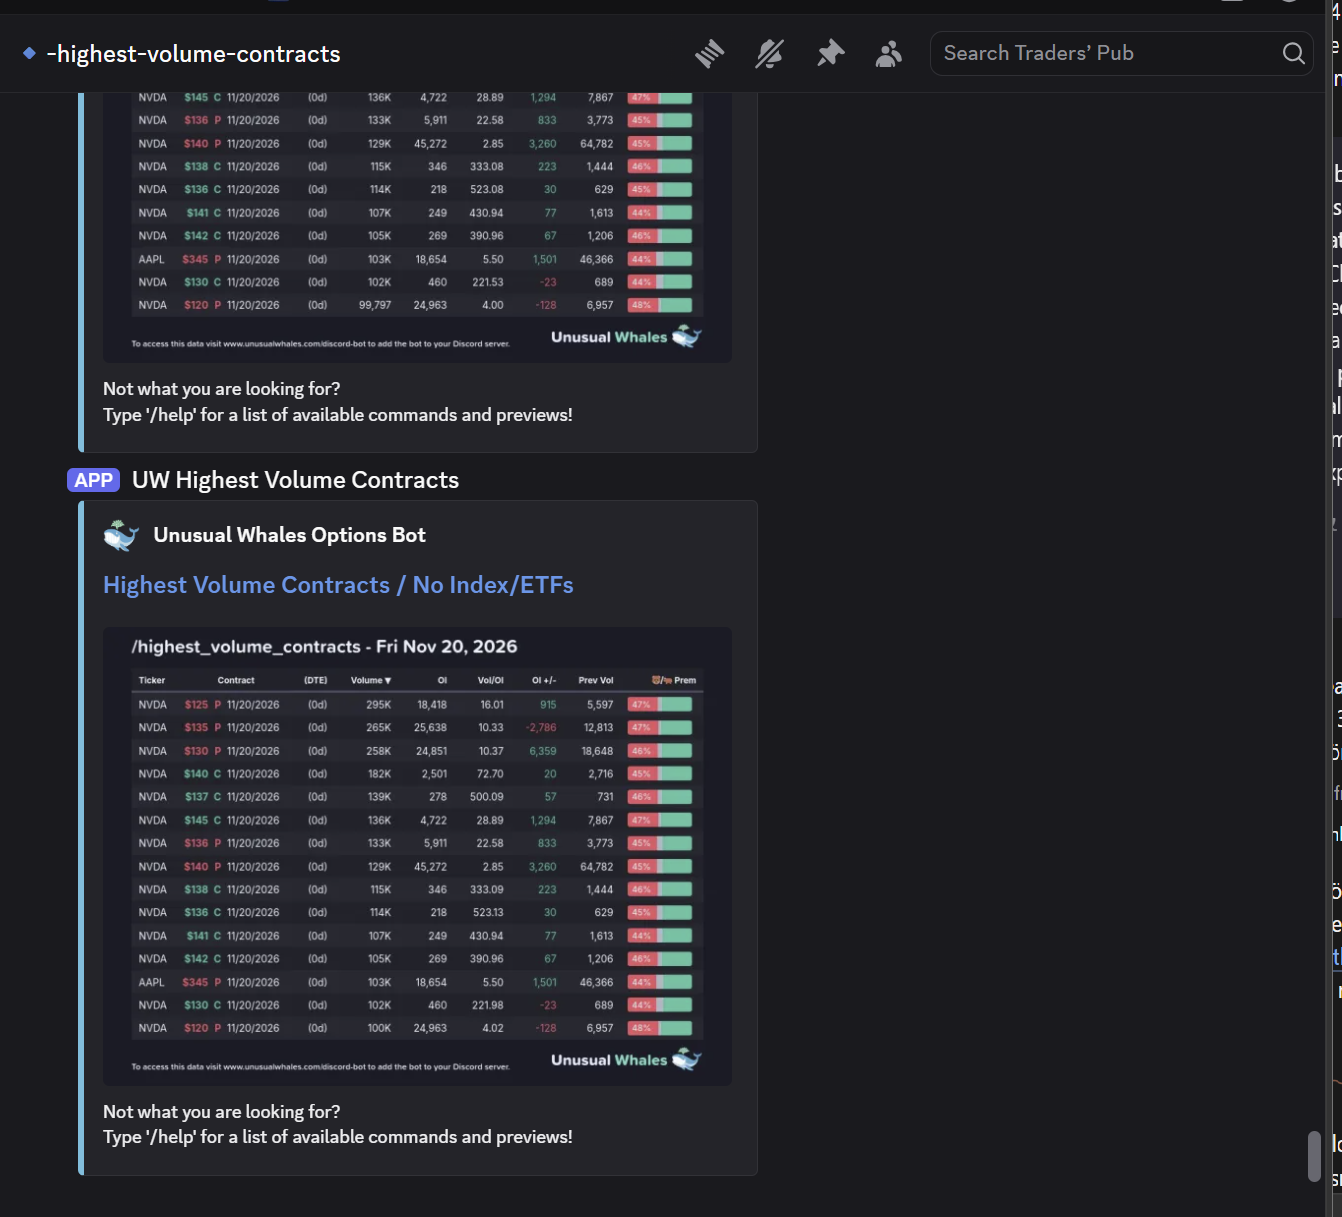 -highest-volume-contracts
Search Traders' Pub
NVDA $145 C 11/20/2026 (0d) 136K 4,722 28.89 1,294 7,867 47%
NVDA $136 P 11/20/2026 (0d) 133K 5,911 22.58 833 3,773 45%
NVDA $140 P 11/20/2026 (0d) 129K 45,272 2.85 3,260 64,782 45%
NVDA $138 C 11/20/2026 (0d) 115K 346 333.08 223 1,444 46%
NVDA $136 C 11/20/2026 (0d) 114K 218 523.08 30 629 45%
NVDA $141 C 11/20/2026 (0d) 107K 249 430.94 77 1,613 44%
NVDA $142 C 11/20/2026 (0d) 105K 269 390.96 67 1,206 46%
AAPL $345 P 11/20/2026 (0d) 103K 18,654 5.50 1,501 46,366 44%
NVDA $130 C 11/20/2026 (0d) 102K 460 221.53 -23 689 44%
NVDA $120 P 11/20/2026 (0d) 99,797 24,963 4.00 -128 6,957 48%
To access this data visit www.unusualwhales.com/discord-bot to add the bot to your Discord server.
Unusual Whales
Not what you are looking for?
Type '/help' for a list of available commands and previews!
APP UW Highest Volume Contracts
Unusual Whales Options Bot
Highest Volume Contracts / No Index/ETFs
/highest_volume_contracts - Fri Nov 20, 2026
Ticker Contract (DTE) Volume ▼ OI Vol/OI OI +/- Prev Vol 🐻/🐂 Prem
NVDA $125 P 11/20/2026 (0d) 295K 18,418 16.01 915 5,597 47%
NVDA $135 P 11/20/2026 (0d) 265K 25,638 10.33 -2,786 12,813 47%
NVDA $130 P 11/20/2026 (0d) 258K 24,851 10.37 6,359 18,648 46%
NVDA $140 C 11/20/2026 (0d) 182K 2,501 72.70 20 2,716 45%
NVDA $137 C 11/20/2026 (0d) 139K 278 500.09 57 731 46%
NVDA $145 C 11/20/2026 (0d) 136K 4,722 28.89 1,294 7,867 47%
NVDA $136 P 11/20/2026 (0d) 133K 5,911 22.58 833 3,773 45%
NVDA $140 P 11/20/2026 (0d) 129K 45,272 2.85 3,260 64,782 45%
NVDA $138 C 11/20/2026 (0d) 115K 346 333.09 223 1,444 46%
NVDA $136 C 11/20/2026 (0d) 114K 218 523.13 30 629 45%
NVDA $141 C 11/20/2026 (0d) 107K 249 430.94 77 1,613 44%
NVDA $142 C 11/20/2026 (0d) 105K 269 390.96 67 1,206 46%
AAPL $345 P 11/20/2026 (0d) 103K 18,654 5.50 1,501 46,366 44%
NVDA $130 C 11/20/2026 (0d) 102K 460 221.98 -23 689 44%
NVDA $120 P 11/20/2026 (0d) 100K 24,963 4.02 -128 6,957 48%
To access this data visit www.unusualwhales.com/discord-bot to add the bot to your Discord server.
Unusual Whales
Not what you are looking for?
Type '/help' for a list of available commands and previews!